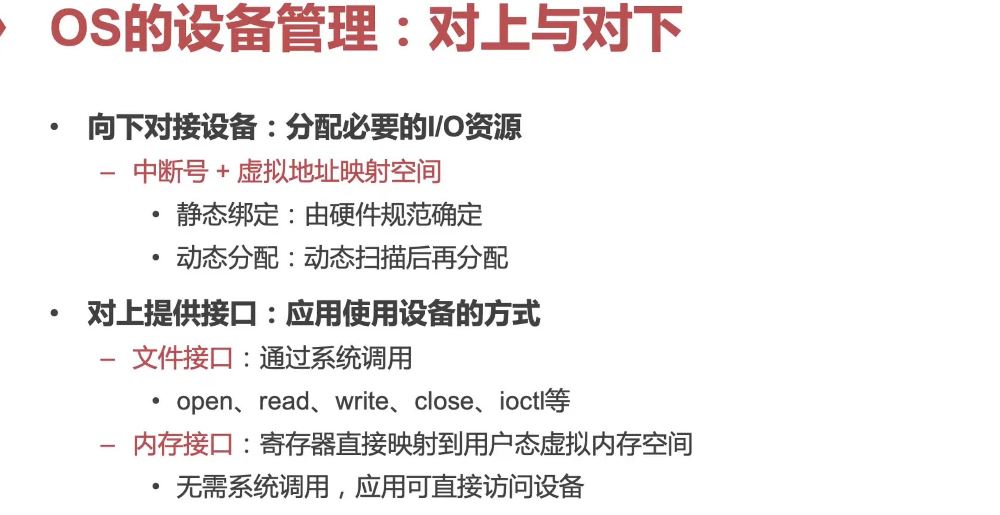 OS的设备管理：对上与对下
• 向下对接设备：分配必要的I/O资源
– 中断号 + 虚拟地址映射空间
• 静态绑定：由硬件规范确定
• 动态分配：动态扫描后再分配
• 对上提供接口：应用使用设备的方式
– 文件接口：通过系统调用
• open、read、write、close、ioctl等
– 内存接口：寄存器直接映射到用户态虚拟内存空间
• 无需系统调用，应用可直接访问设备